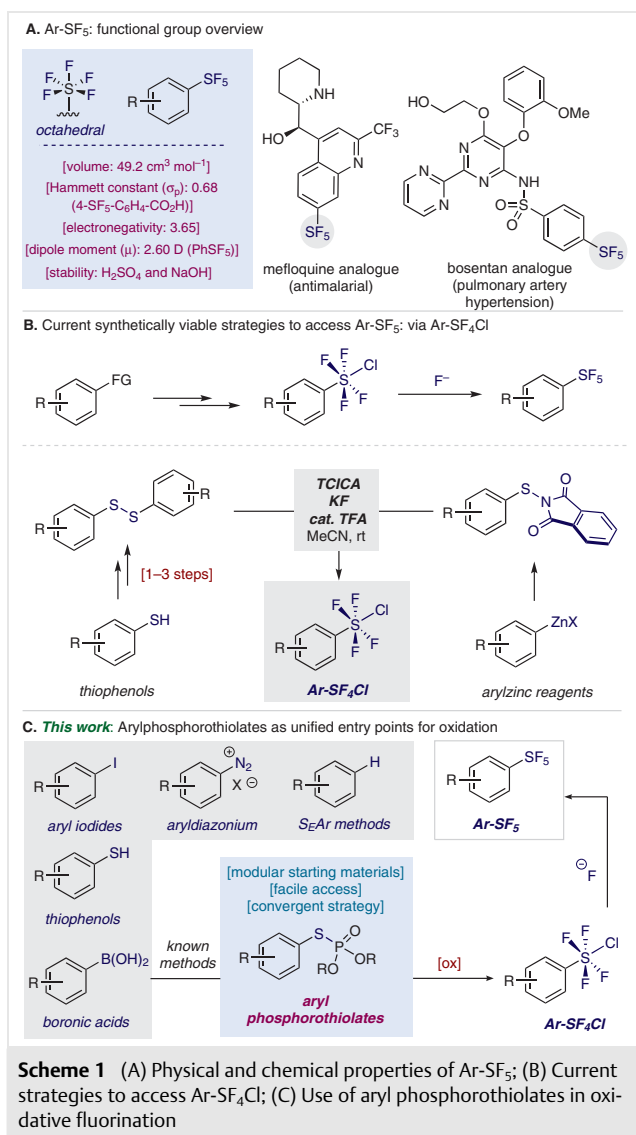 A. Ar-SF₅: functional group overview
F
F F
F F
S
octahedral
R
SF₅
[volume: 49.2 cm³ mol⁻¹]
[Hammett constant (σₚ): 0.68
(4-SF₅-C₆H₄-CO₂H)]
[electronegativity: 3.65]
[dipole moment (μ): 2.60 D (PhSF₅)]
[stability: H₂SO₄ and NaOH]
NH
HO
N
CF₃
SF₅
mefloquine analogue
(antimalarial)
HO
O
O
OMe
N
N
N
N
NH
O
S
O
SF₅
bosentan analogue
(pulmonary artery
hypertension)
B. Current synthetically viable strategies to access Ar-SF₅: via Ar-SF₄Cl
R
FG
R
F F
S
Cl
F
F
F⁻
R
SF₅
R
S
S
R
TCICA
KF
cat. TFA
MeCN, rt
R
S
N
O
O
[1–3 steps]
R
SH
thiophenols
R
F F
S
Cl
F
F
Ar-SF₄Cl
R
ZnX
arylzinc reagents
C. This work: Arylphosphorothiolates as unified entry points for oxidation
R
I
aryl iodides
R
⊕
N₂
X ⊖
aryldiazonium
R
H
SEAr methods
R
SF₅
Ar-SF₅
R
SH
thiophenols
[modular starting materials]
[facile access]
[convergent strategy]
⊖
F
R
B(OH)₂
boronic acids
known
methods
R
S
P
O
RO
OR
aryl
phosphorothiolates
[ox]
R
F F
S
Cl
F
F
Ar-SF₄Cl
Scheme 1 (A) Physical and chemical properties of Ar-SF₅; (B) Current
strategies to access Ar-SF₄Cl; (C) Use of aryl phosphorothiolates in oxi-
dative fluorination